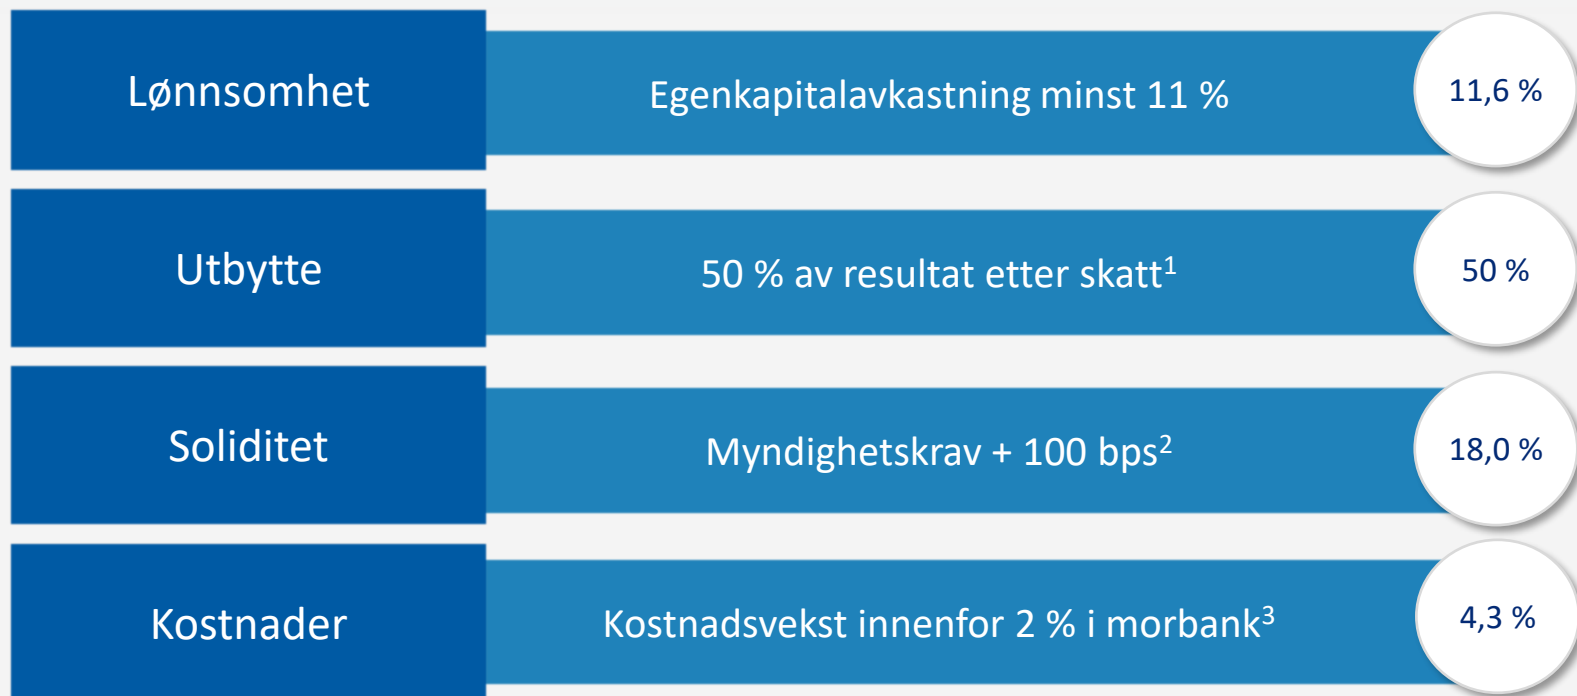 Lønnsomhet
Egenkapitalavkastning minst 11 %
11,6 %
Utbytte
50 % av resultat etter skatt¹
50 %
Soliditet
Myndighetskrav + 100 bps²
18,0 %
Kostnader
Kostnadsvekst innenfor 2 % i morbank³
4,3 %